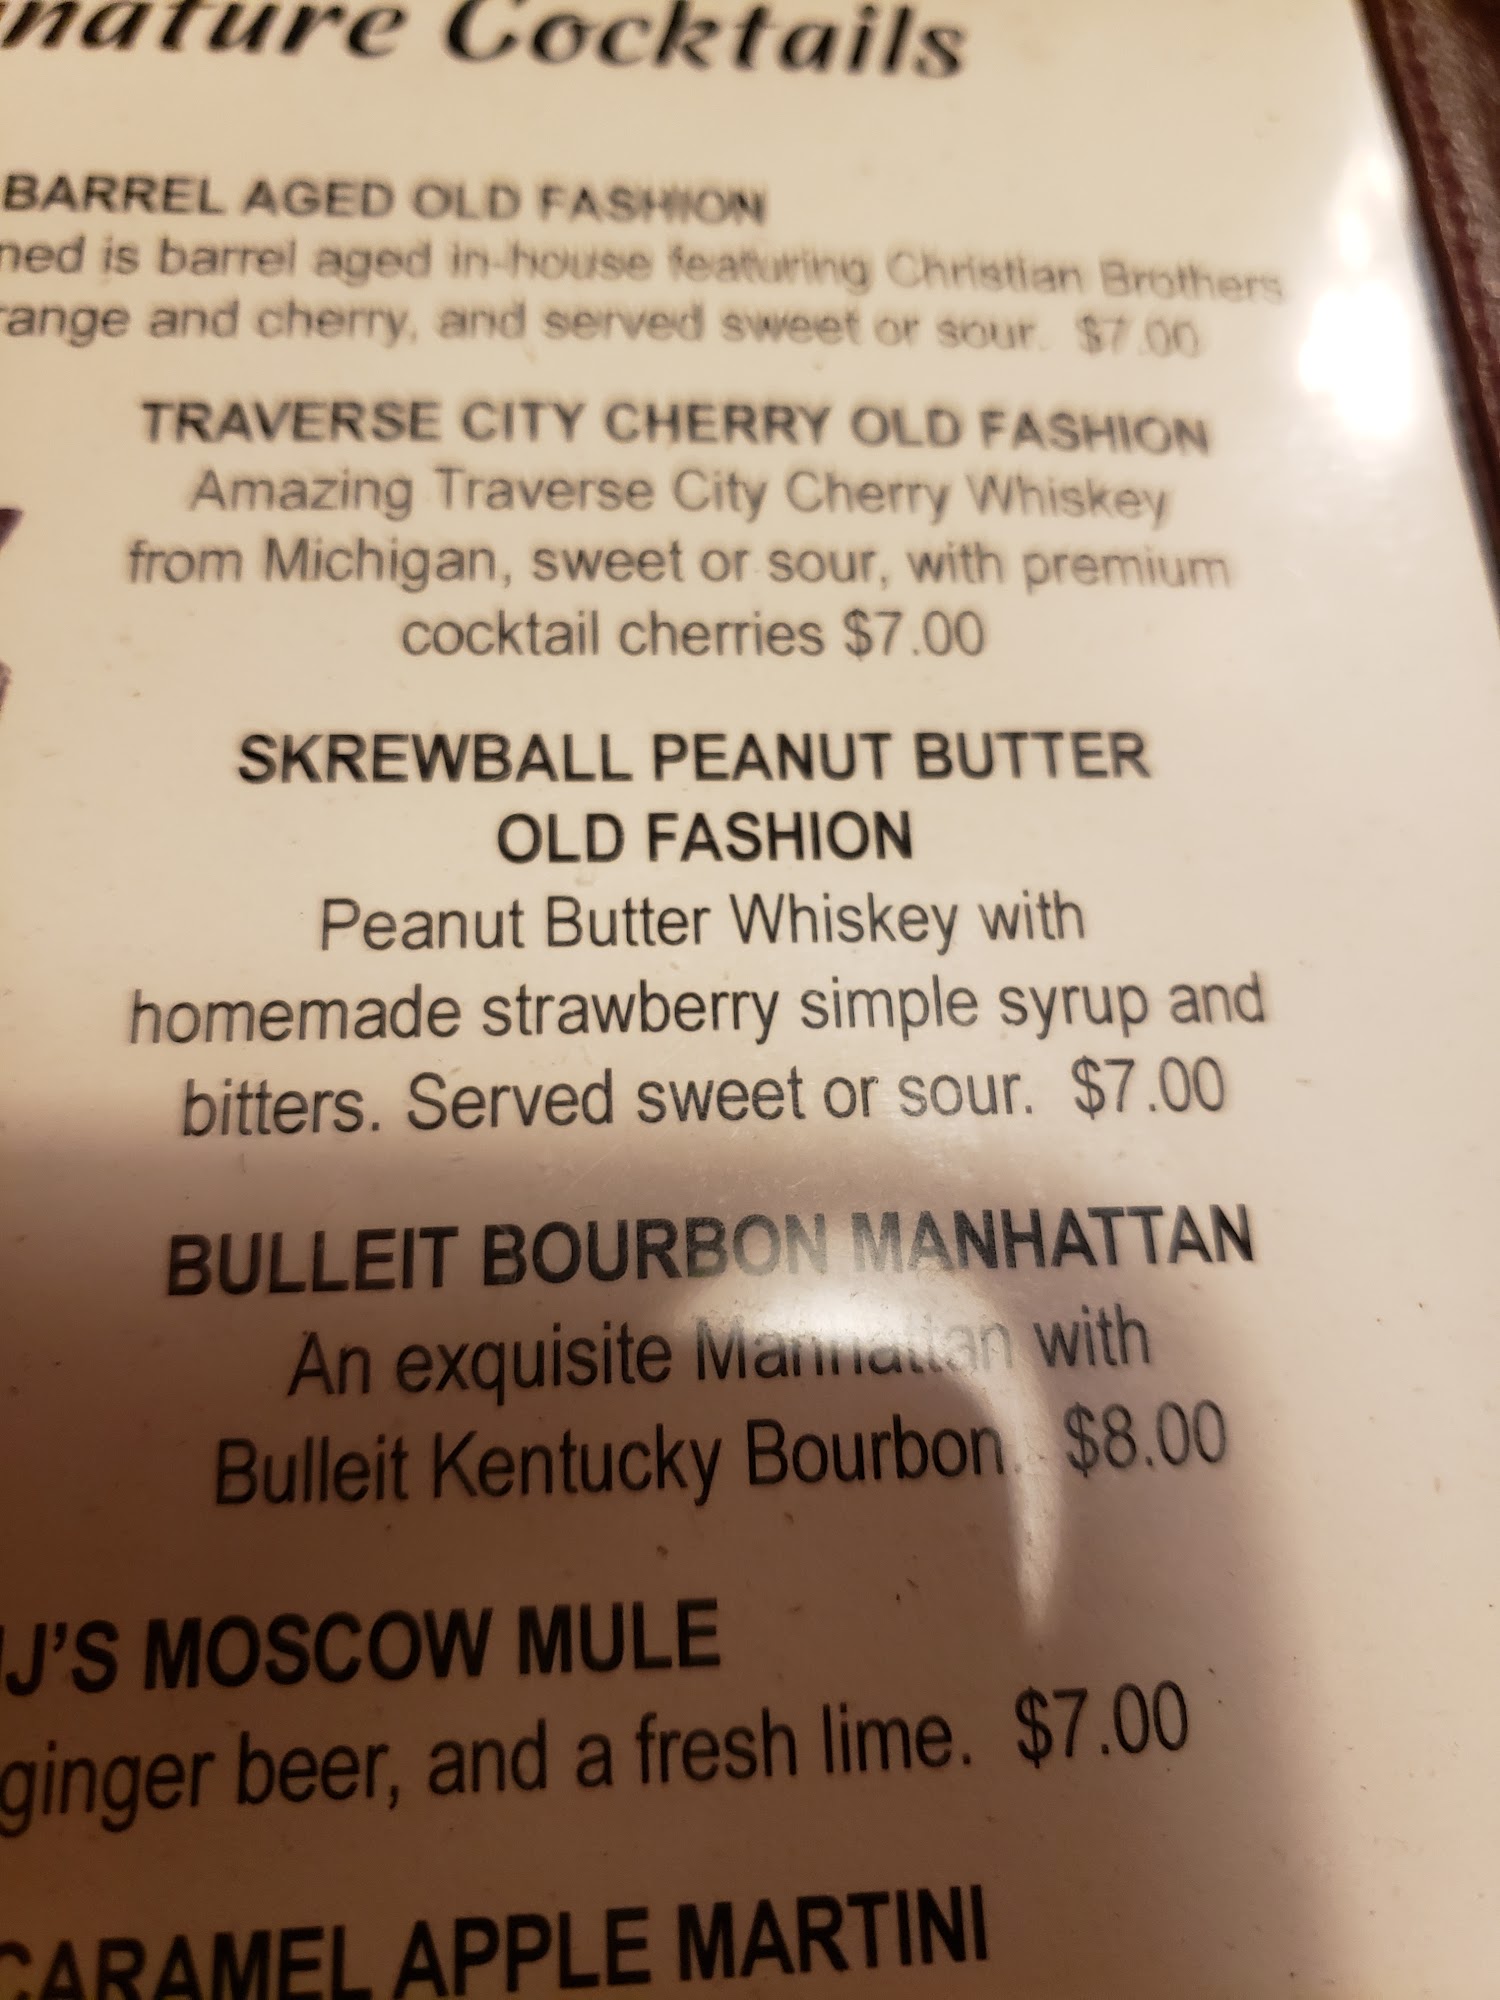 nature Cocktails
BARREL AGED OLD FASHION
ned is barrel aged in-house featuring Christian Brothers
range and cherry, and served sweet or sour. $7.00
TRAVERSE CITY CHERRY OLD FASHION
Amazing Traverse City Cherry Whiskey
from Michigan, sweet or sour, with premium
cocktail cherries $7.00
SKREWBALL PEANUT BUTTER
OLD FASHION
Peanut Butter Whiskey with
homemade strawberry simple syrup and
bitters. Served sweet or sour. $7.00
BULLEIT BOURBON MANHATTAN
An exquisite Manhattan with
Bulleit Kentucky Bourbon. $8.00
J'S MOSCOW MULE
ginger beer, and a fresh lime. $7.00
CARAMEL APPLE MARTINI